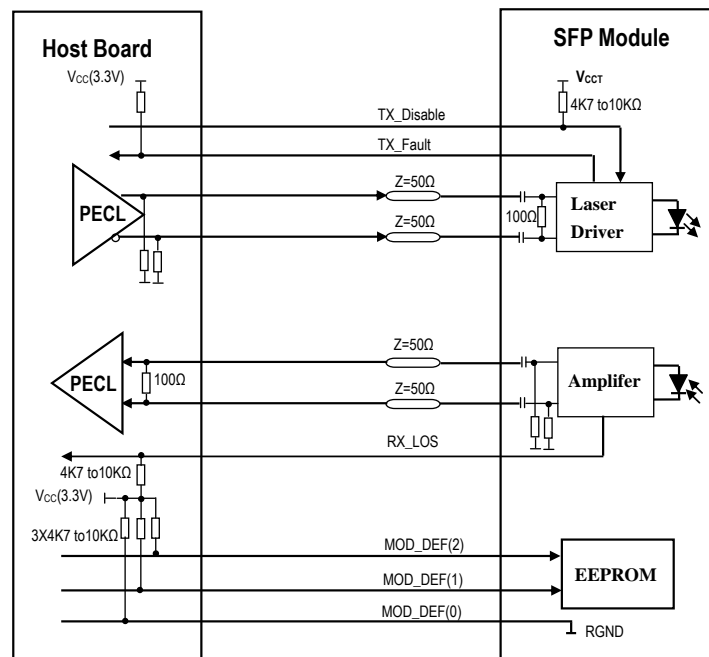 Host Board
SFP Module
VCC(3.3V)
VCCT
4K7 to10KΩ
TX_Disable
TX_Fault
Z=50Ω
PECL
100Ω
Laser
Driver
Z=50Ω
Z=50Ω
PECL
100Ω
Z=50Ω
Amplifer
RX_LOS
4K7 to10KΩ
VCC(3.3V)
3X4K7 to10KΩ
MOD_DEF(2)
EEPROM
MOD_DEF(1)
MOD_DEF(0)
RGND